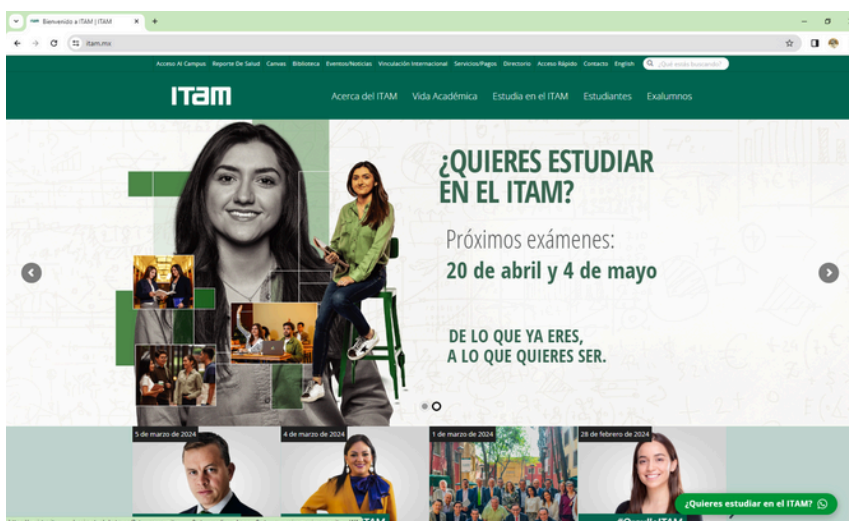 Bienvenido a ITAM | ITAM
itam.mx
Acceso Al Campus Reporte De Salud Canvas Biblioteca Eventos/Noticias Vinculación Internacional Servicios/Pagos Directorio Acceso Rápido Contacto English ¿Qué estás buscando?
ITAM
Acerca del ITAM Vida Académica Estudia en el ITAM Estudiantes Exalumnos
¿QUIERES ESTUDIAR
EN EL ITAM?
Próximos exámenes:
20 de abril y 4 de mayo
DE LO QUE YA ERES,
A LO QUE QUIERES SER.
5 de marzo de 2024
4 de marzo de 2024
1 de marzo de 2024
28 de febrero de 2024
¿Quieres estudiar en el ITAM?